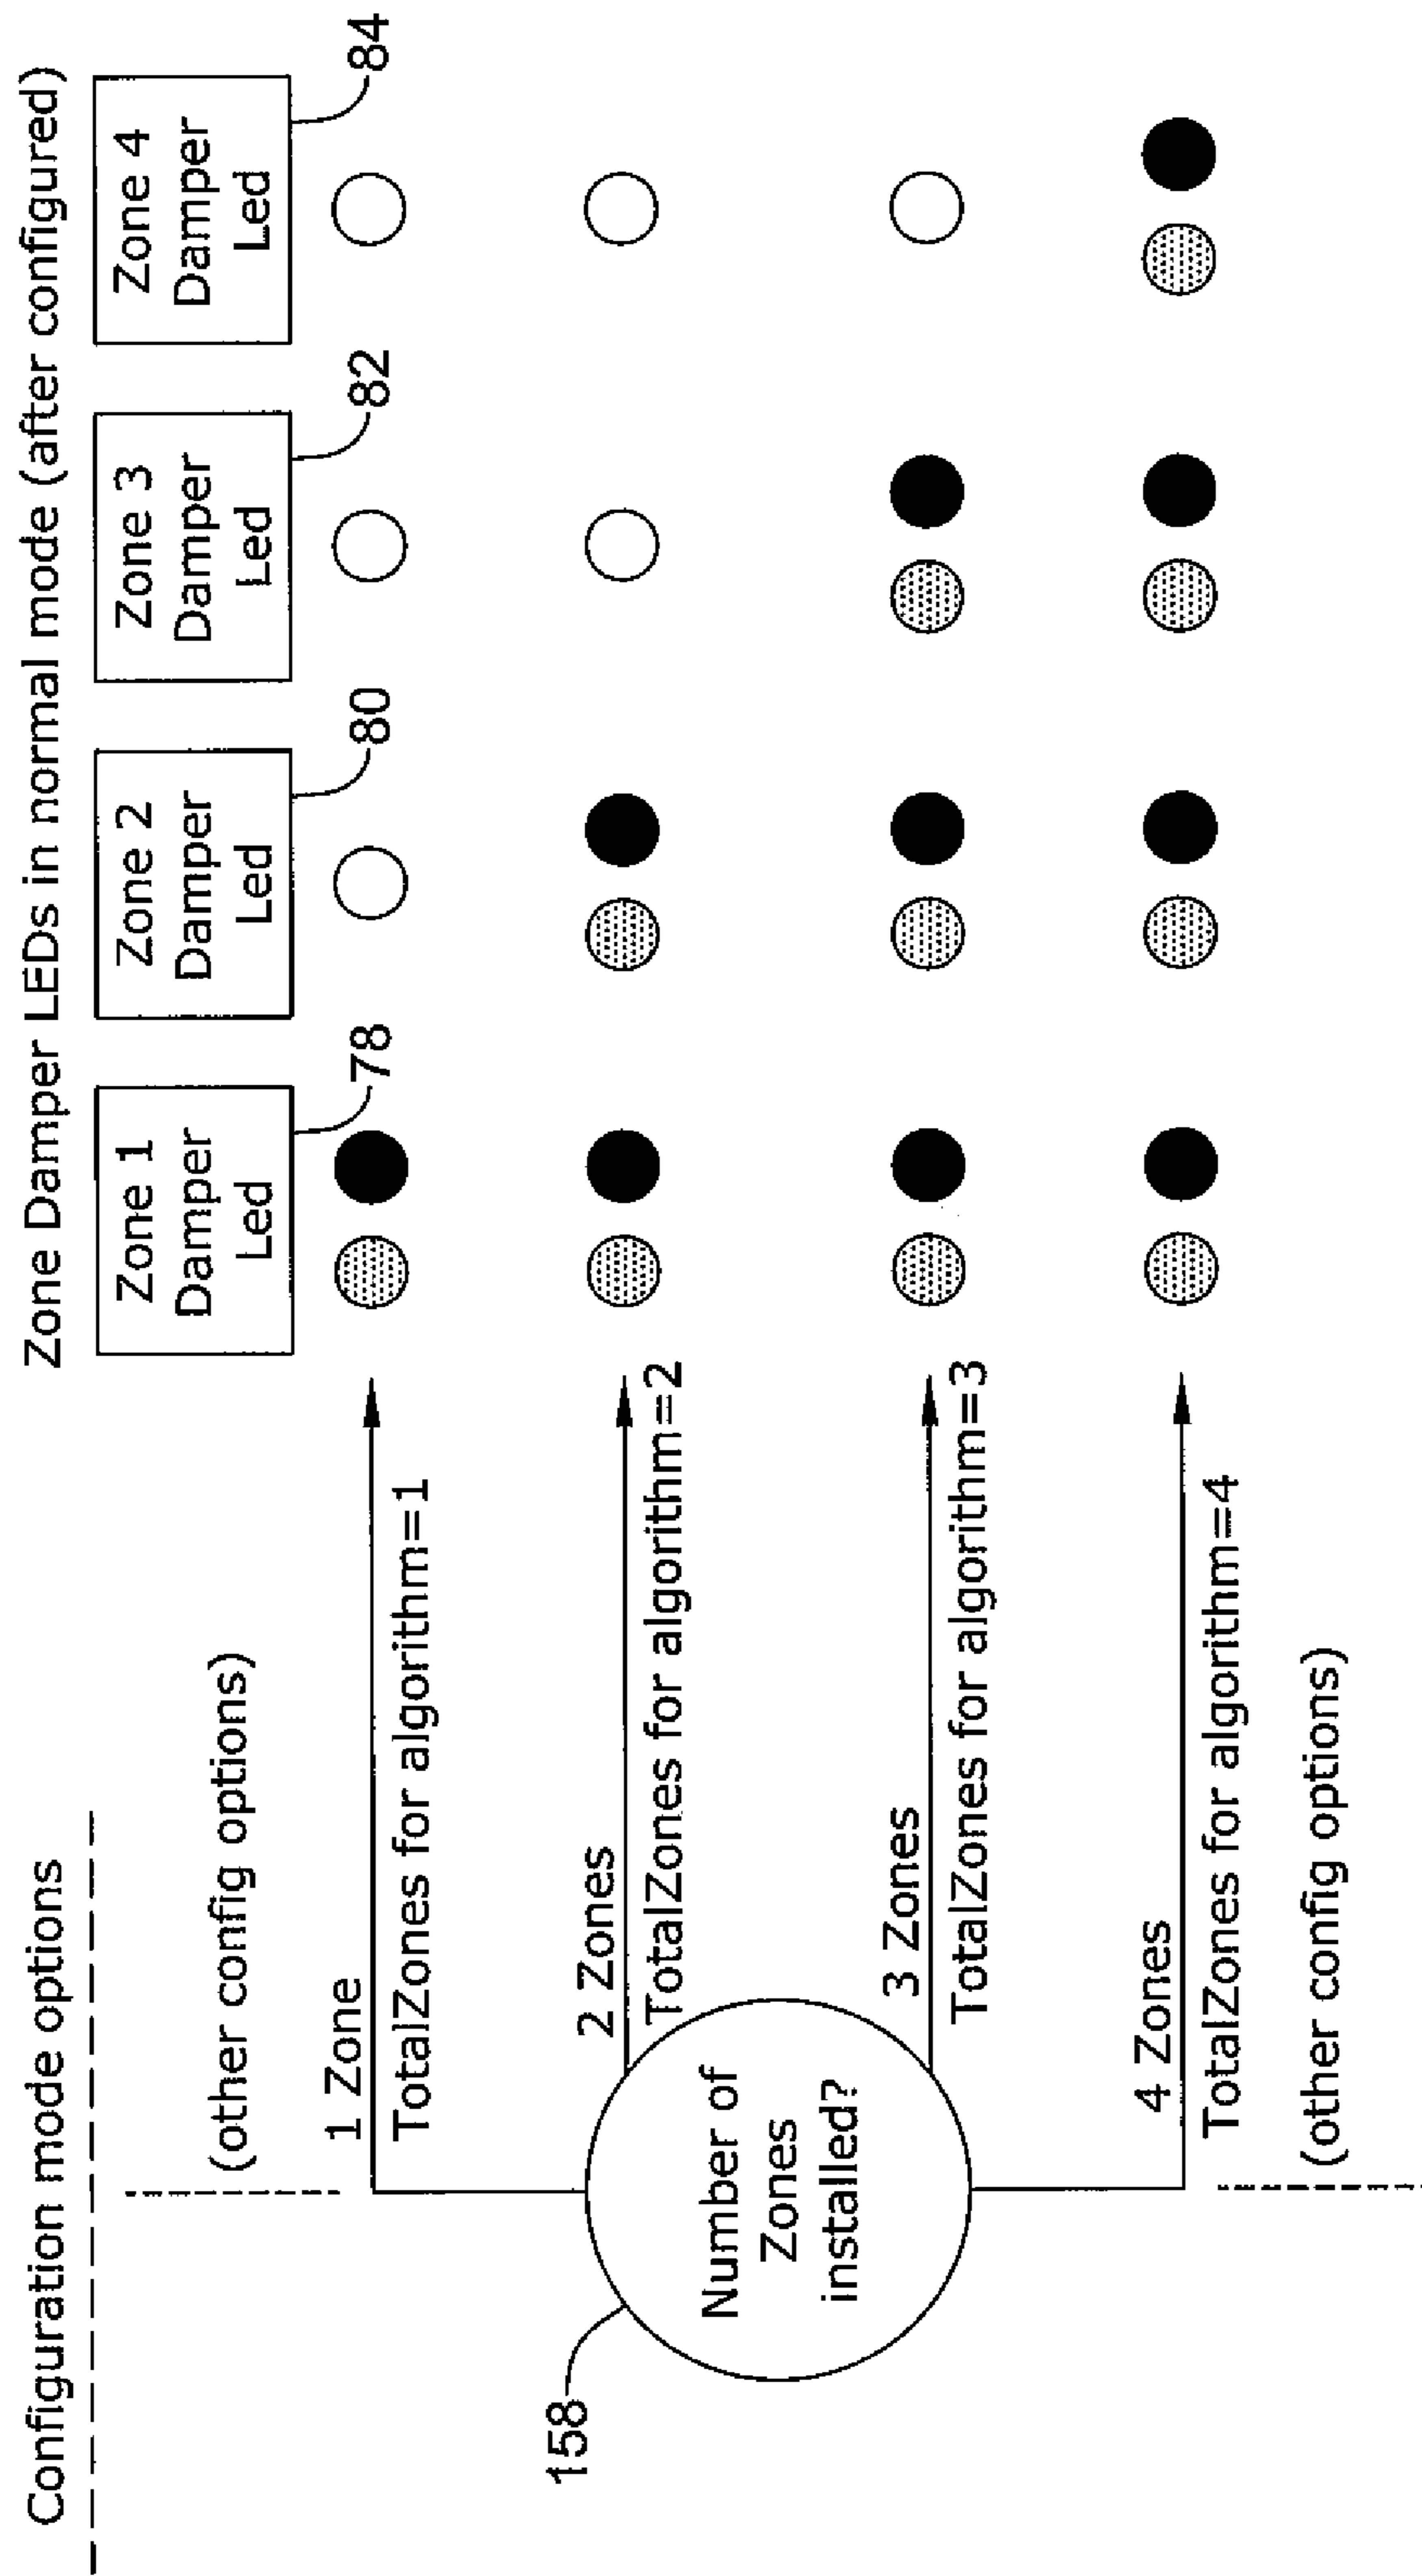 Configuration mode options
Zone Damper LEDs in normal mode (after configured)
Zone 1
Damper
Led
Zone 2
Damper
Led
Zone 3
Damper
Led
Zone 4
Damper
Led
78
80
82
84
(other config options)
1 Zone
TotalZones for algorithm=1
2 Zones
TotalZones for algorithm=2
158
Number of
Zones
installed?
3 Zones
TotalZones for algorithm=3
4 Zones
TotalZones for algorithm=4
(other config options)